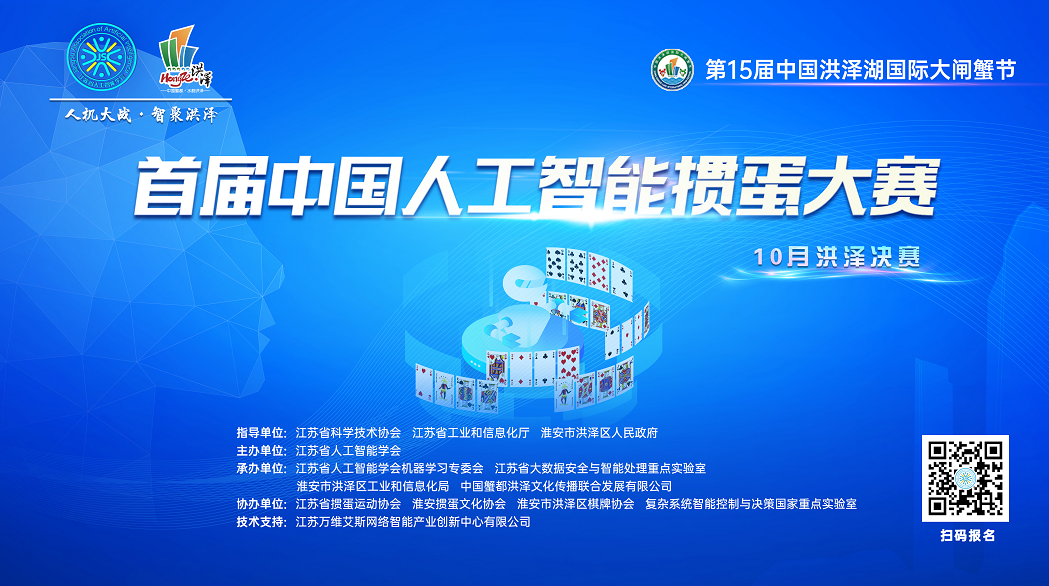 Hongze洪泽
人机大战·智聚洪泽
第15届中国洪泽湖国际大闸蟹节
首届中国人工智能掼蛋大赛
10月洪泽决赛
指导单位：江苏省科学技术协会 江苏省工业和信息化厅 淮安市洪泽区人民政府
主办单位：江苏省人工智能学会
承办单位：江苏省人工智能学会机器学习专委会 江苏省大数据安全与智能处理重点实验室
淮安市洪泽区工业和信息化局 中国蟹都洪泽文化传播联合发展有限公司
协办单位：江苏省掼蛋运动协会 淮安掼蛋文化协会 淮安市洪泽区棋牌协会 复杂系统智能控制与决策国家重点实验室
技术支持：江苏万维艾斯网络智能产业创新中心有限公司
扫码报名